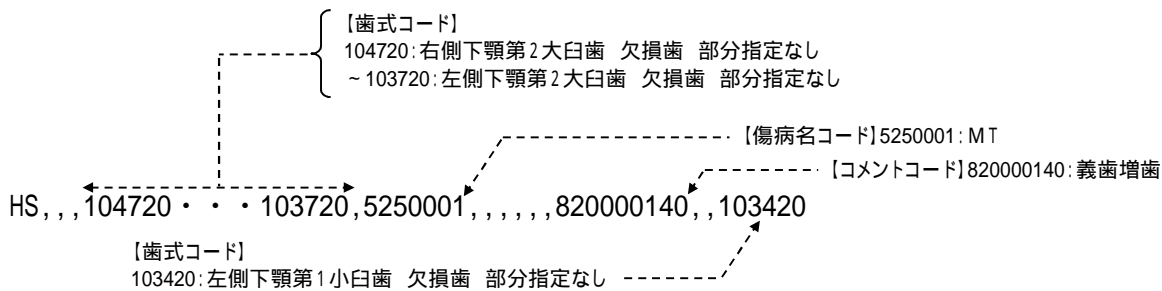 【歯式コード】
104720:右側下顎第2大臼歯 欠損歯 部分指定なし
~103720:左側下顎第2大臼歯 欠損歯 部分指定なし
【傷病名コード】5250001:MT
【コメントコード】820000140:義歯増歯
HS,,,104720・・・103720,5250001,,,,,,820000140,,103420
【歯式コード】
103420:左側下顎第1小臼歯 欠損歯 部分指定なし